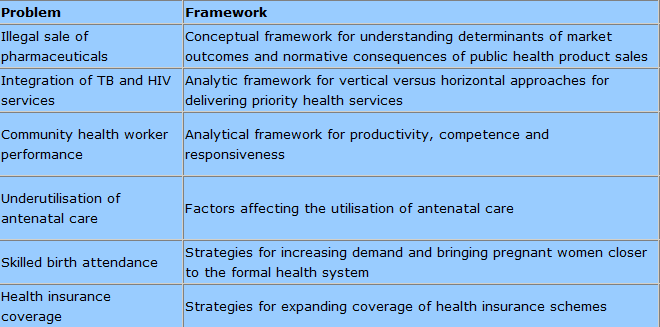 Problem Framework
Illegal sale of pharmaceuticals Conceptual framework for understanding determinants of market outcomes and normative consequences of public health product sales
Integration of TB and HIV services Analytic framework for vertical versus horizontal approaches for delivering priority health services
Community health worker performance Analytical framework for productivity, competence and responsiveness
Underutilisation of antenatal care Factors affecting the utilisation of antenatal care
Skilled birth attendance Strategies for increasing demand and bringing pregnant women closer to the formal health system
Health insurance coverage Strategies for expanding coverage of health insurance schemes